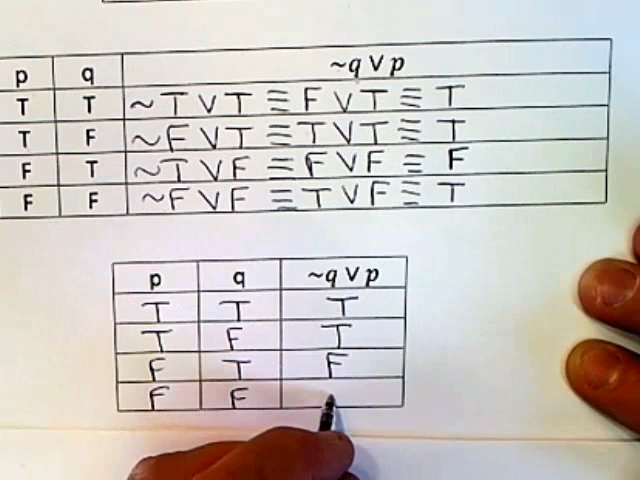 p q ~q ∨ p
T T ~T ∨ T ≡ F ∨ T ≡ T
T F ~F ∨ T ≡ T ∨ T ≡ T
F T ~T ∨ F ≡ F ∨ F ≡ F
F F ~F ∨ F ≡ T ∨ F ≡ T
p q ~q ∨ p
T T T
T F T
F T F
F F